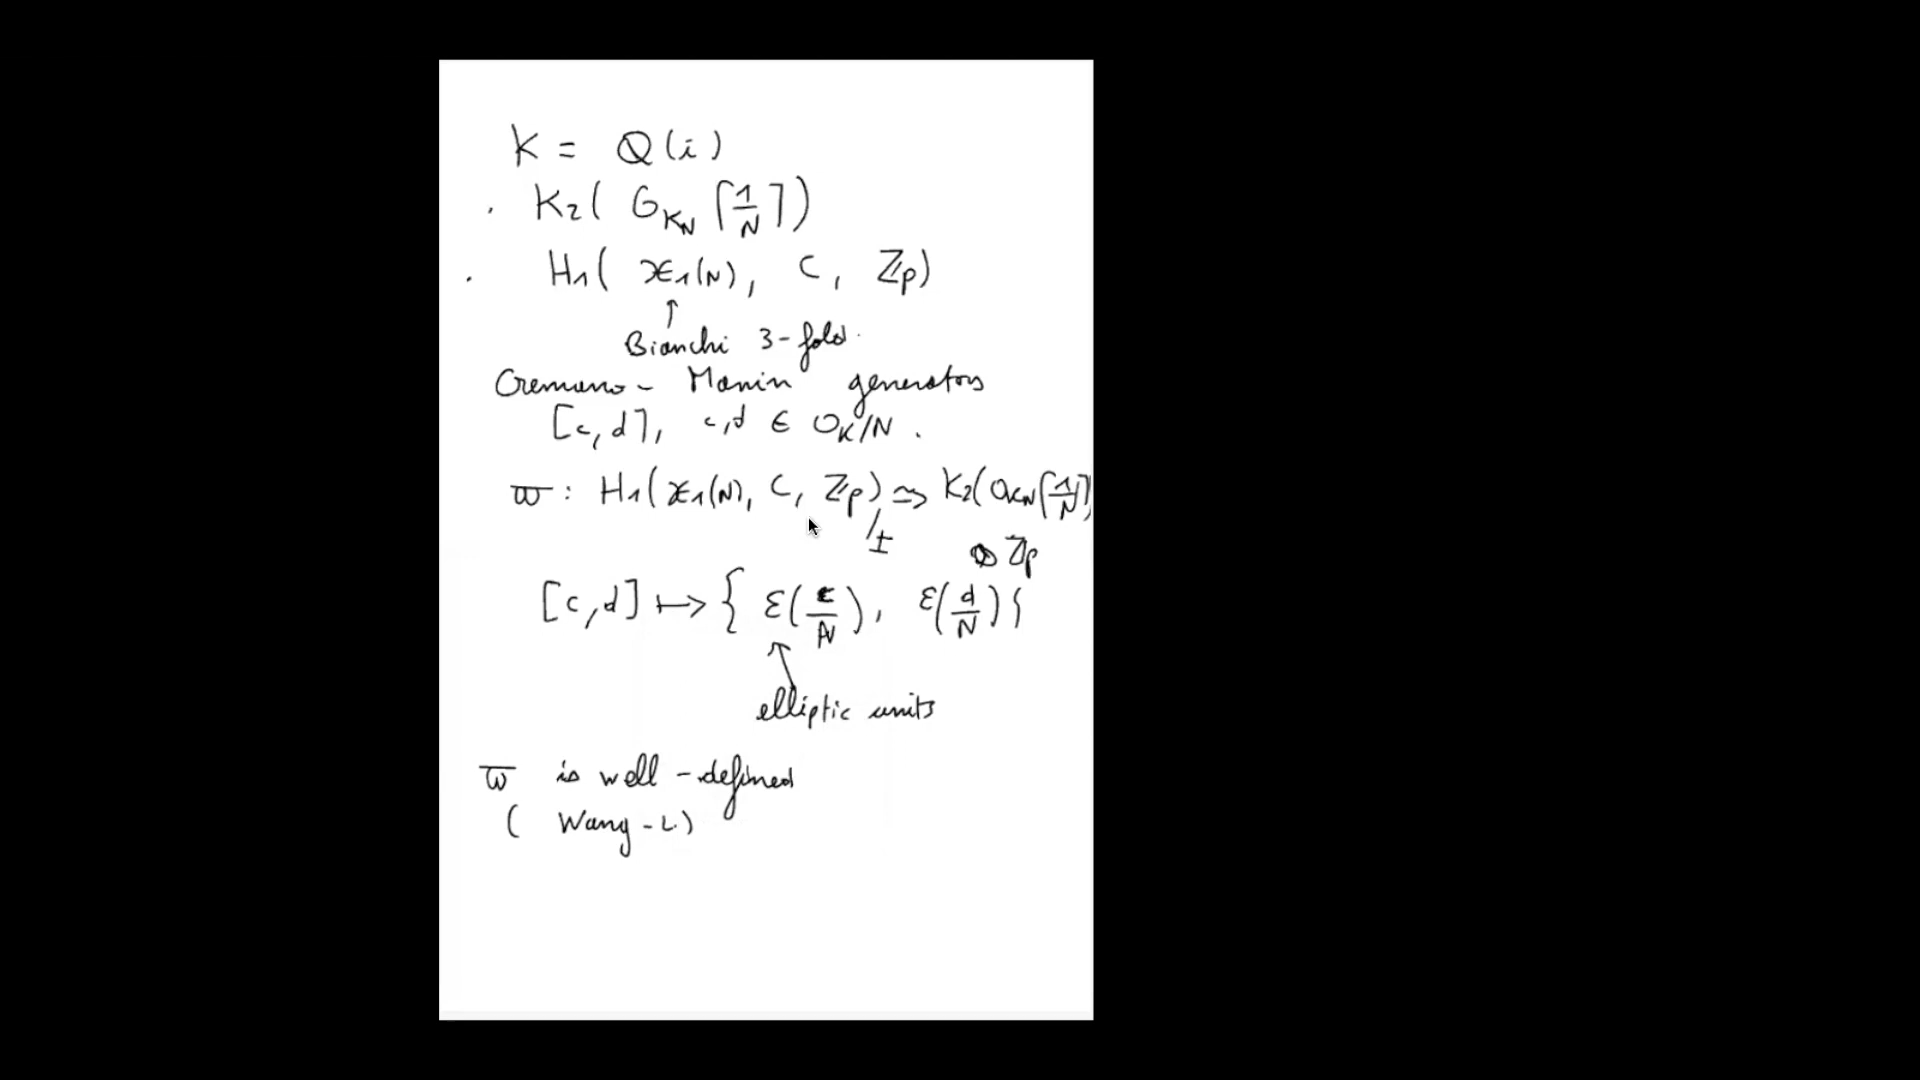 K = Q(i)
· K2( O_{K_N} [1/N] )
· H1( X1(N), C, Zp)
↑
Bianchi 3-fold.
Cremona - Manin generators
[c, d], c,d ∈ O_K/N.
ϖ : H1( X1(N), C, Zp) ≃ K2( O_{K_N} [1/N])
/± ⊗ Zp
[c,d] ↦ { ε(c/N), ε(d/N) }
elliptic units
ϖ is well-defined
( Wang - L)